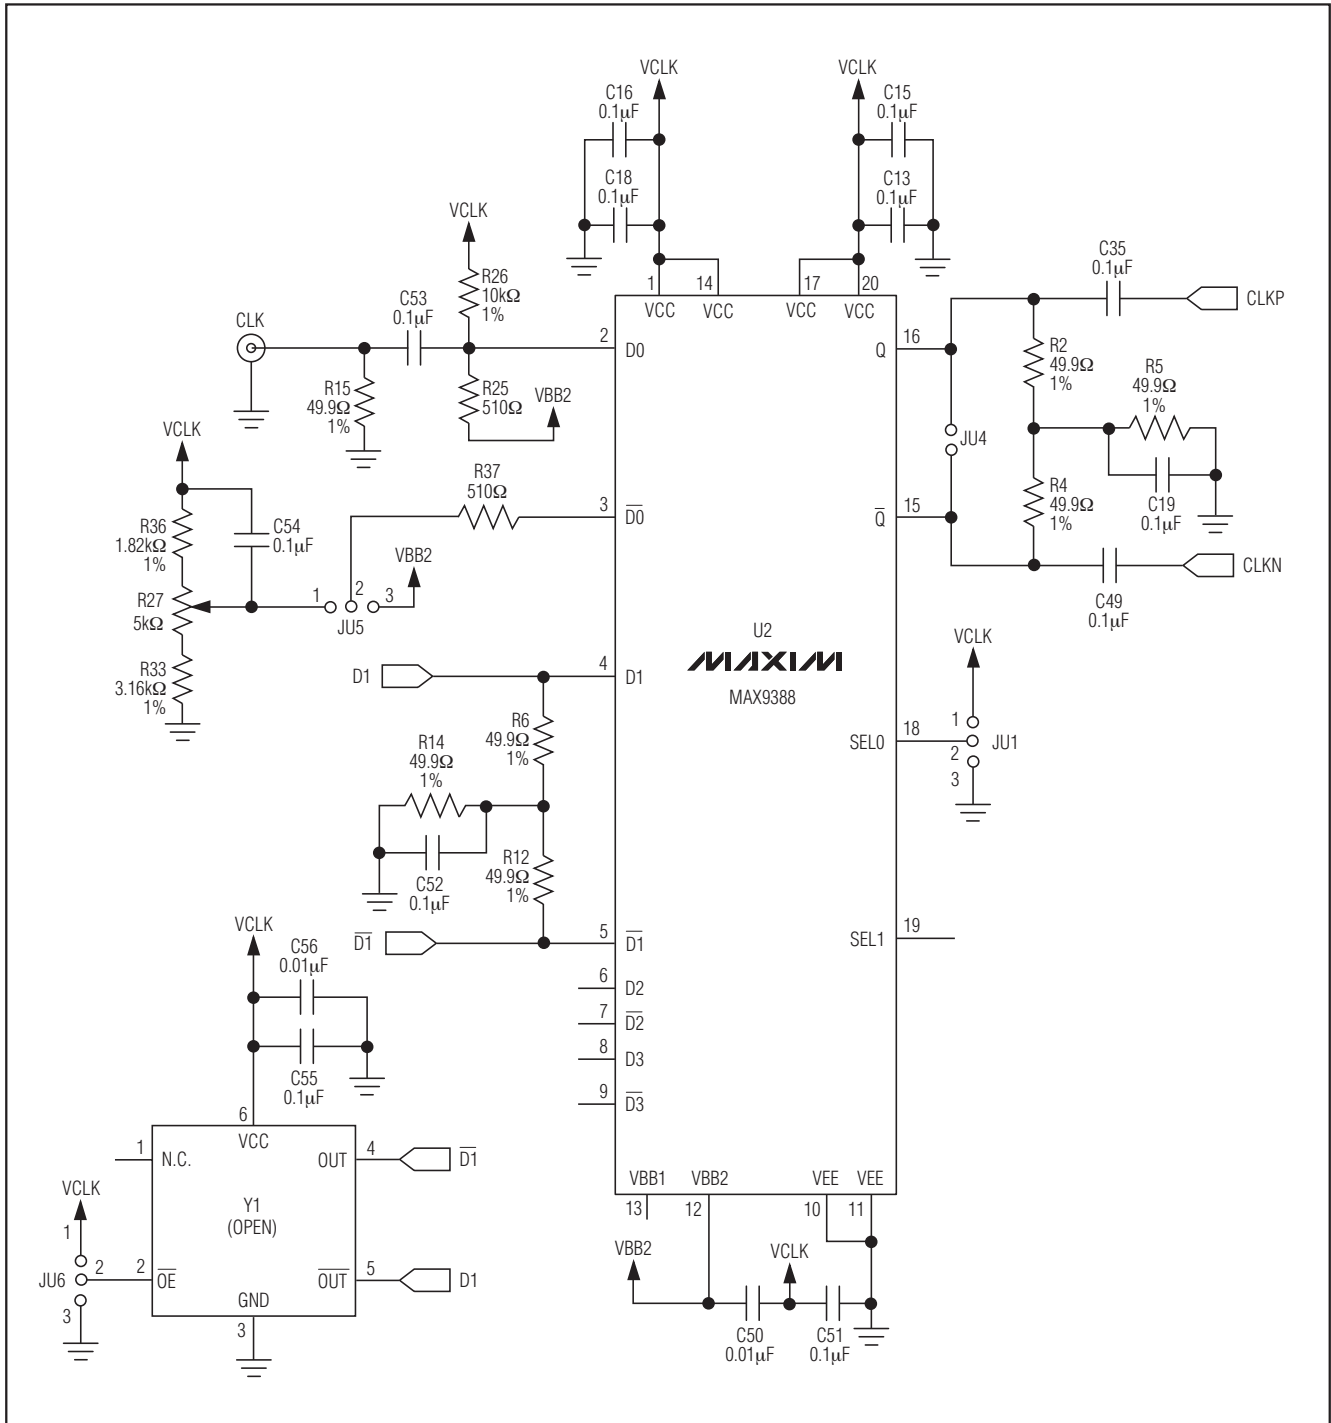 VCLK
VCLK
C16
0.1µF
C15
0.1µF
C18
0.1µF
C13
0.1µF
VCLK
R26
10kΩ
1%
C53
0.1µF
CLK
R15
49.9Ω
1%
R25
510Ω
VBB2
1
14
17
20
VCC
VCC
VCC
VCC
2
D0
16
Q
C35
0.1µF
CLKP
R2
49.9Ω
1%
R5
49.9Ω
1%
JU4
R4
49.9Ω
1%
C19
0.1µF
15
Q̅
CLKN
C49
0.1µF
VCLK
R36
1.82kΩ
1%
C54
0.1µF
R37
510Ω
3
D̅0̅
VBB2
R27
5kΩ
1
2
3
JU5
R33
3.16kΩ
1%
U2
MAXIM
MAX9388
D1
4
D1
R6
49.9Ω
1%
R14
49.9Ω
1%
C52
0.1µF
R12
49.9Ω
1%
D̅1̅
5
D̅1̅
VCLK
SEL0
18
1
2
3
JU1
SEL1
19
6
D2
7
D̅2̅
8
D3
9
D̅3̅
VCLK
C56
0.01µF
C55
0.1µF
6
VCC
1
N.C.
OUT
4
D̅1̅
Y1
(OPEN)
VCLK
1
2
3
JU6
2
O̅E̅
O̅U̅T̅
5
D1
GND
3
VBB1
VBB2
VEE
VEE
13
12
10
11
VBB2
VCLK
C50
0.01µF
C51
0.1µF